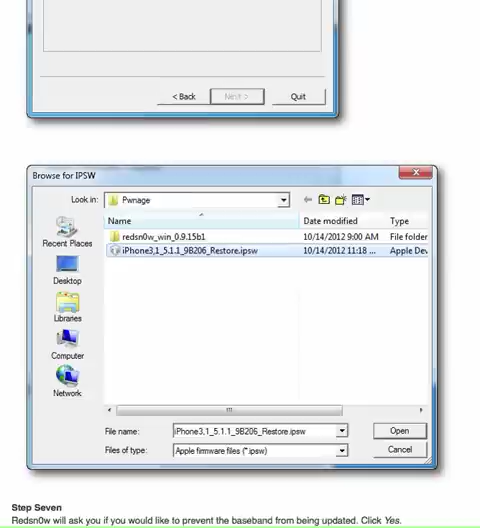 < Back
Next >
Quit
Browse for IPSW
Look in:
Pwnage
Recent Places
Desktop
Libraries
Computer
Network
Name
Date modified
Type
redsn0w_win_0.9.15b1
10/14/2012 9:00 AM
File folder
iPhone3,1_5.1.1_9B206_Restore.ipsw
10/14/2012 11:18 ...
Apple Dev
File name:
iPhone3,1_5.1.1_9B206_Restore.ipsw
Open
Files of type:
Apple firmware files (*.ipsw)
Cancel
Step Seven
Redsn0w will ask you if you would like to prevent the baseband from being updated. Click Yes.